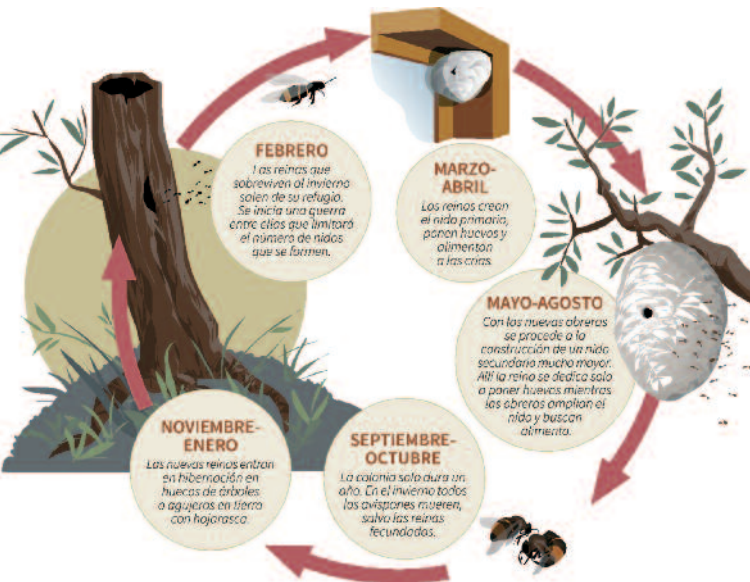 FEBRERO
Las reinas que
sobreviven al invierno
salen de su refugio.
Se inicia una guerra
entre ellas que limitará
el número de nidos
que se formen.
MARZO-
ABRIL
Las reinas crean
el nido primario,
ponen huevos y
alimentan
a las crías.
MAYO-AGOSTO
Con las nuevas obreras
se procede a la
construcción de un nido
secundario mucho mayor.
Allí la reina se dedica solo
a poner huevos mientras
las obreras amplían el
nido y buscan
alimento.
SEPTIEMBRE-
OCTUBRE
La colonia solo dura un
año. En el invierno todos
los avispones mueren,
salvo las reinas
fecundadas.
NOVIEMBRE-
ENERO
Las nuevas reinas entran
en hibernación en
huecos de árboles
o agujeros en tierra
con hojarasca.